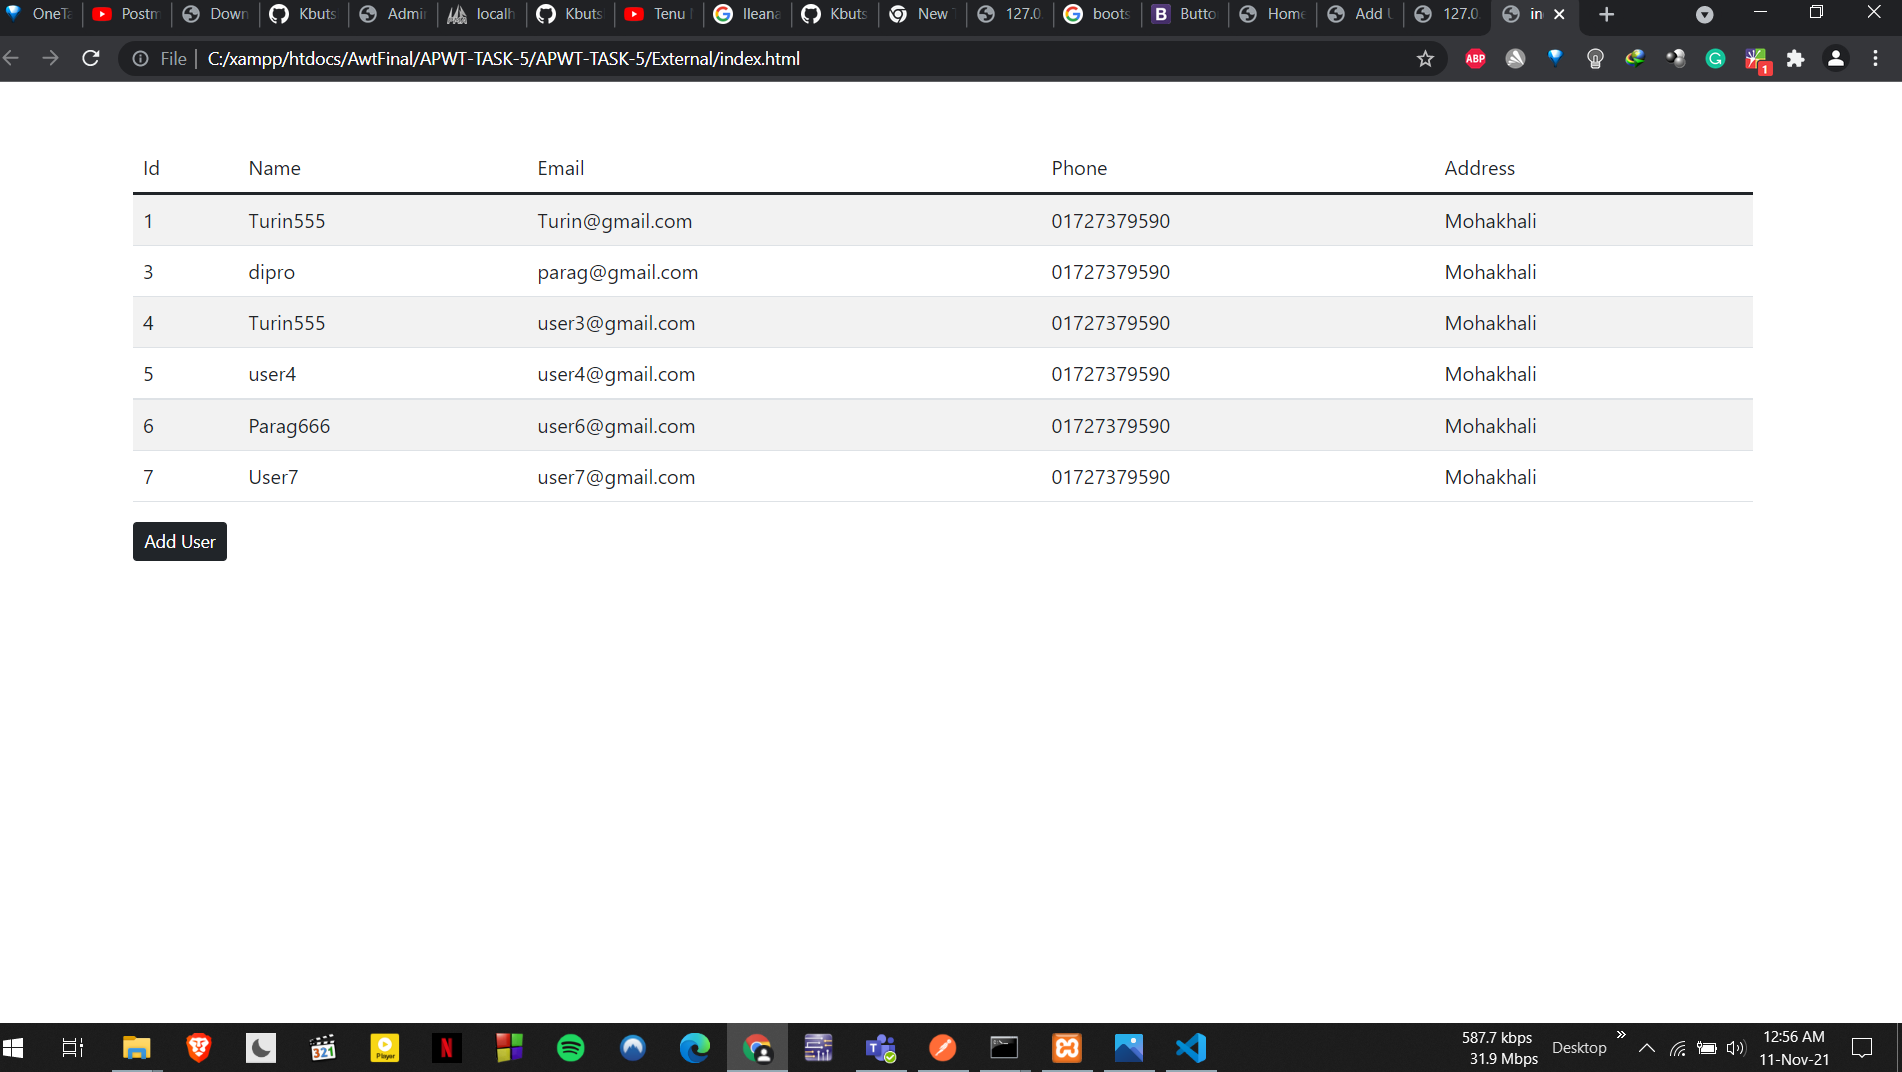 OneTa Postm Down Kbuts Admi localh Kbuts Tenu Ileana Kbuts New 127.0. boots Butto Home Add U 127.0. in
File C:/xampp/htdocs/AwtFinal/APWT-TASK-5/APWT-TASK-5/External/index.html ABP 1
Id Name Email Phone Address
1 Turin555 Turin@gmail.com 01727379590 Mohakhali
3 dipro parag@gmail.com 01727379590 Mohakhali
4 Turin555 user3@gmail.com 01727379590 Mohakhali
5 user4 user4@gmail.com 01727379590 Mohakhali
6 Parag666 user6@gmail.com 01727379590 Mohakhali
7 User7 user7@gmail.com 01727379590 Mohakhali
Add User
321 Player N
587.7 kbps
31.9 Mbps
Desktop
12:56 AM
11-Nov-21